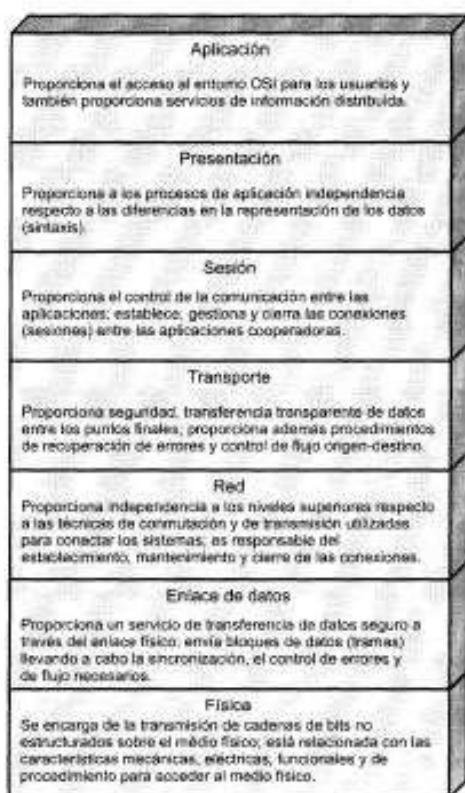 Aplicación
Proporciona el acceso al entorno OSI para los usuarios y
también proporciona servicios de información distribuida.
Presentación
Proporciona a los procesos de aplicación independencia
respecto a las diferencias en la representación de los datos
(sintaxis).
Sesión
Proporciona el control de la comunicación entre las
aplicaciones; establece, gestiona y cierra las conexiones
(sesiones) entre las aplicaciones cooperadoras.
Transporte
Proporciona seguridad, transferencia transparente de datos
entre los puntos finales; proporciona además procedimientos
de recuperación de errores y control de flujo origen-destino.
Red
Proporciona independencia a los niveles superiores respecto
a las técnicas de conmutación y de transmisión utilizadas
para conectar los sistemas; es responsable del
establecimiento, mantenimiento y cierre de las conexiones.
Enlace de datos
Proporciona un servicio de transferencia de datos seguro a
través del enlace físico; envía bloques de datos (tramas)
llevando a cabo la sincronización, el control de errores y
de flujo necesarios.
Física
Se encarga de la transmisión de cadenas de bits no
estructurados sobre el médio físico; está relacionada con las
características mecánicas, eléctricas, funcionales y de
procedimiento para acceder al medio físico.